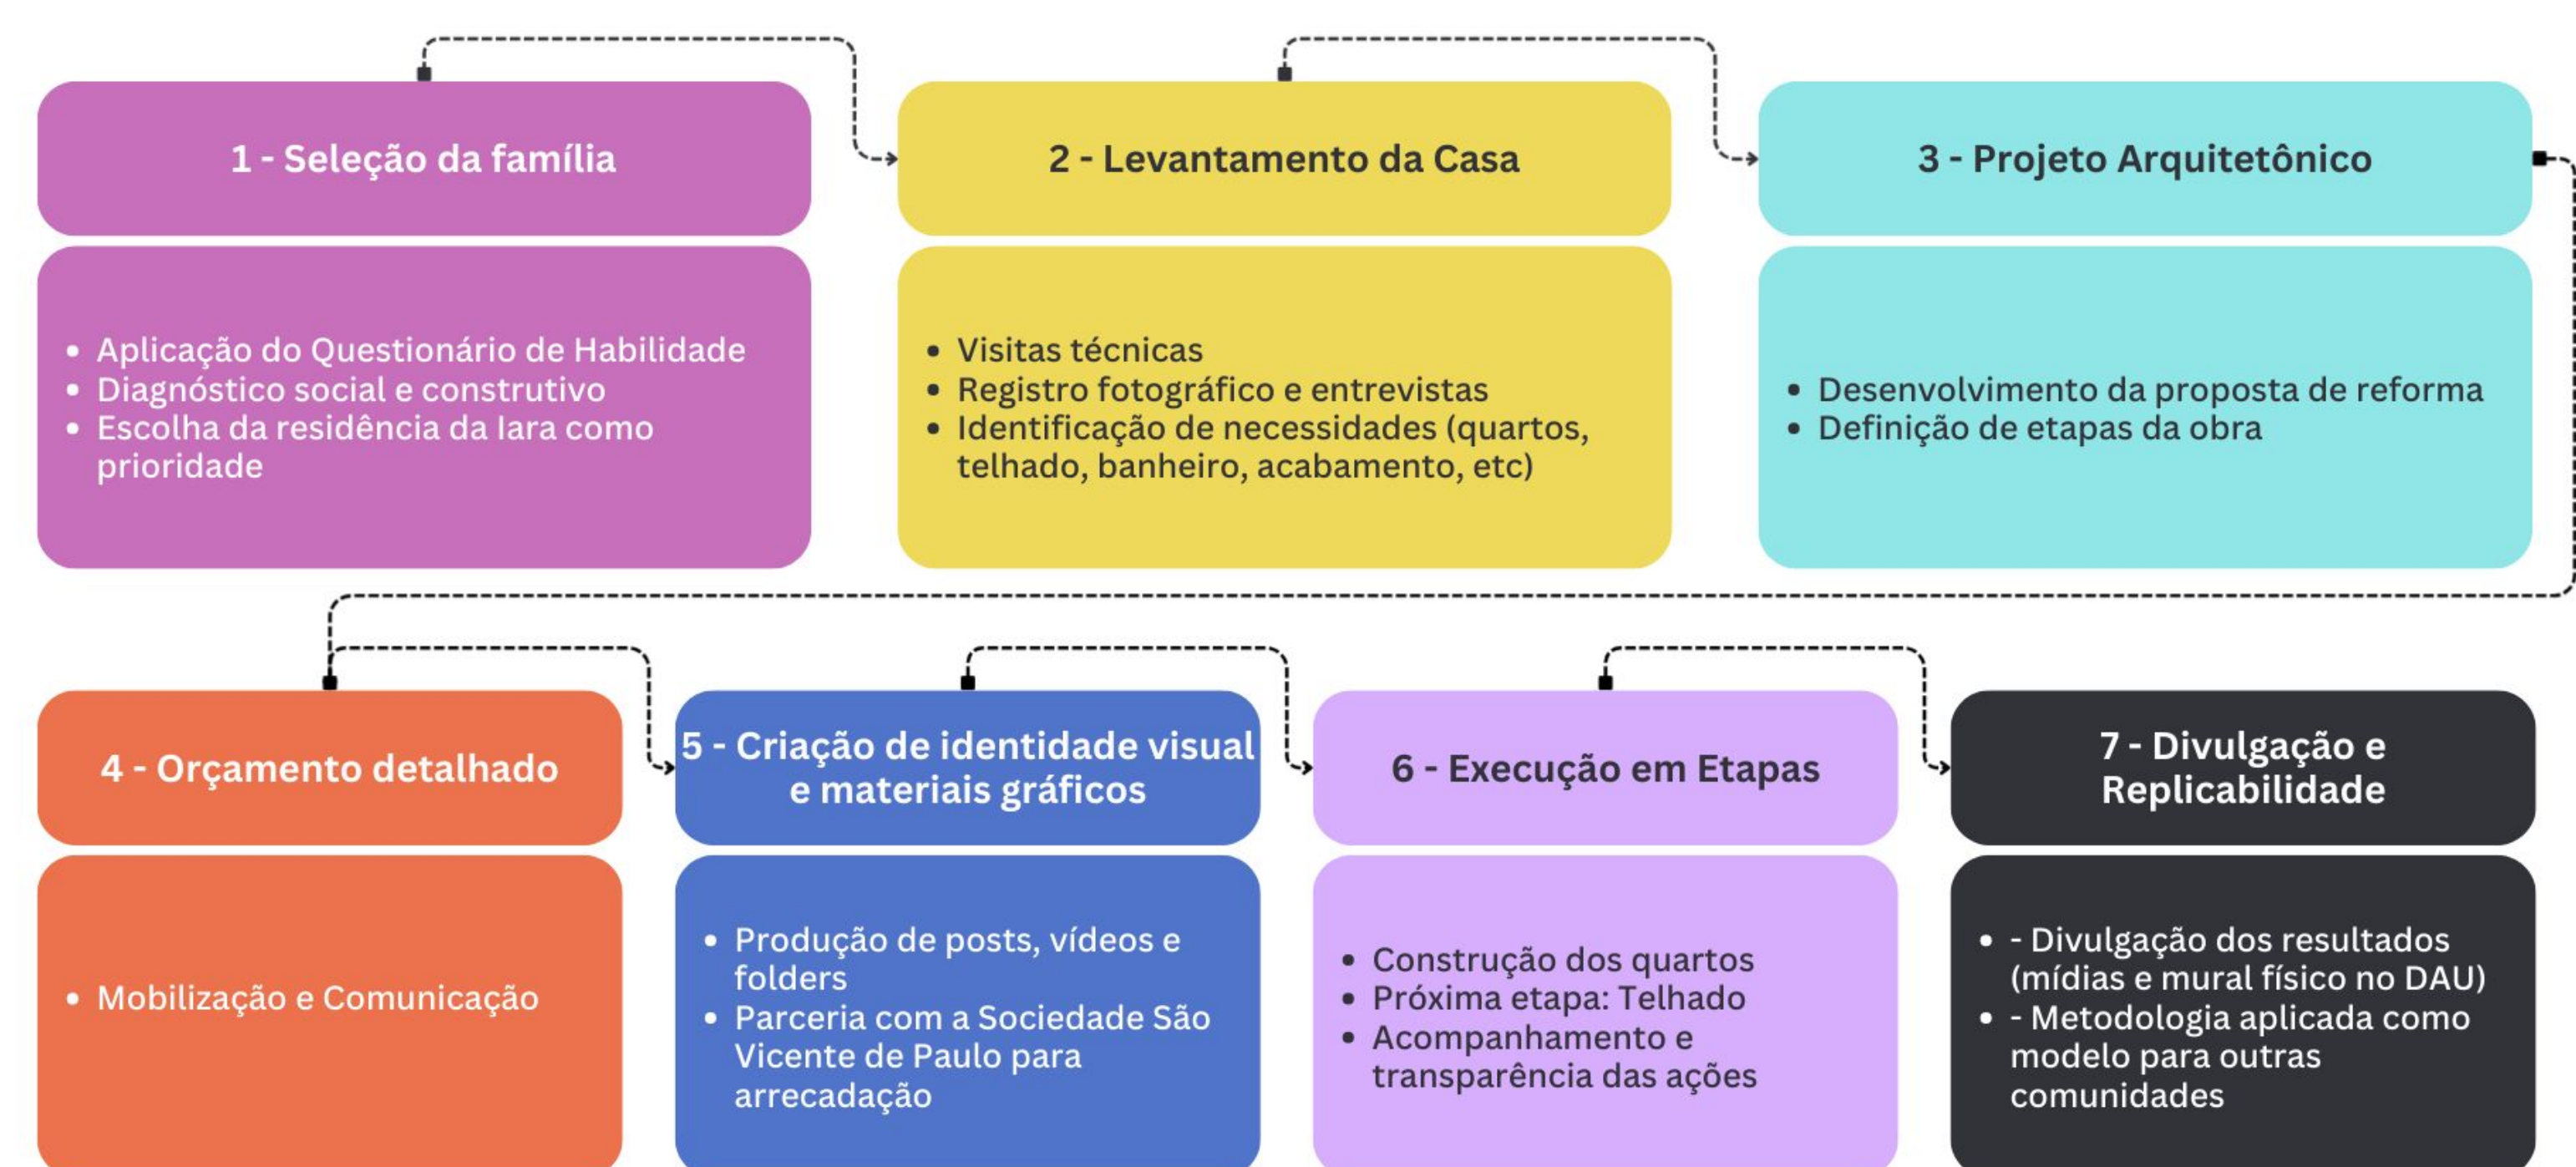 1 - Seleção da família
2 - Levantamento da Casa
3 - Projeto Arquitetônico
• Aplicação do Questionário de Habilidade
• Diagnóstico social e construtivo
• Escolha da residência da Iara como
prioridade
• Visitas técnicas
• Registro fotográfico e entrevistas
• Identificação de necessidades (quartos,
telhado, banheiro, acabamento, etc)
• Desenvolvimento da proposta de reforma
• Definição de etapas da obra
4 - Orçamento detalhado
5 - Criação de identidade visual
e materiais gráficos
6 - Execução em Etapas
7 - Divulgação e
Replicabilidade
• Mobilização e Comunicação
• Produção de posts, vídeos e
folders
• Parceria com a Sociedade São
Vicente de Paulo para
arrecadação
• Construção dos quartos
• Próxima etapa: Telhado
• Acompanhamento e
transparência das ações
• - Divulgação dos resultados
(mídias e mural físico no DAU)
• - Metodologia aplicada como
modelo para outras
comunidades